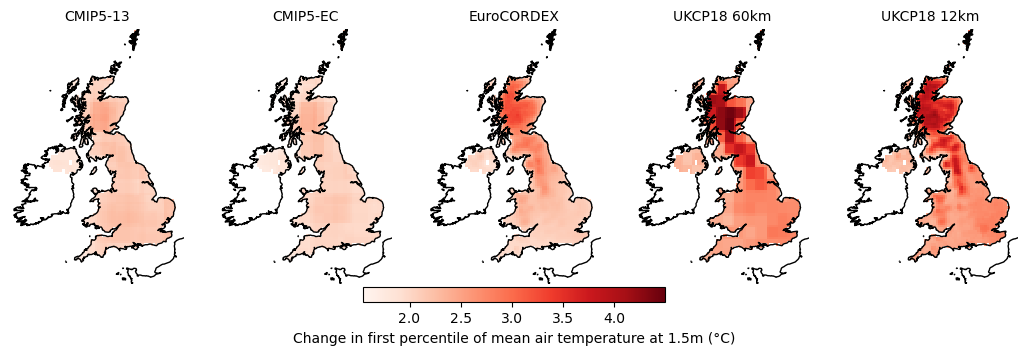 CMIP5-13 CMIP5-EC EuroCORDEX UKCP18 60km UKCP18 12km
2.0 2.5 3.0 3.5 4.0
Change in first percentile of mean air temperature at 1.5m (°C)